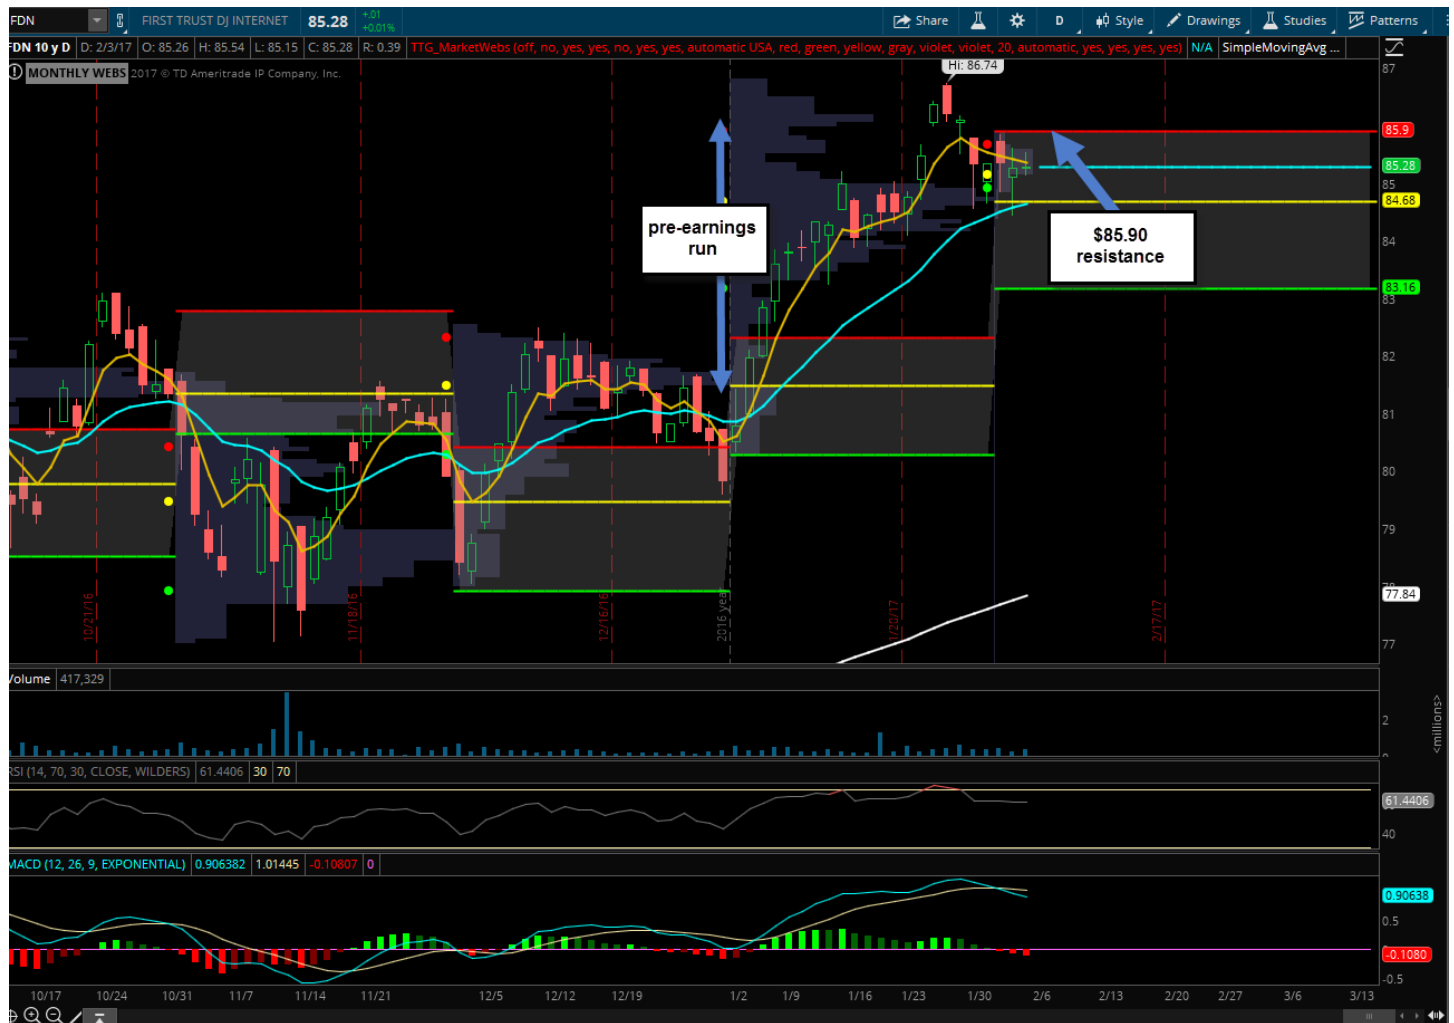 FDN FIRST TRUST DJ INTERNET 85.28 +.01 +0.01% Share D Style Drawings Studies Patterns
FDN 10 y D D: 2/3/17 O: 85.26 H: 85.54 L: 85.15 C: 85.28 R: 0.39 TTG_MarketWebs (off, no, yes, yes, no, yes, yes, automatic USA, red, green, yellow, gray, violet, violet, 20, automatic, yes, yes, yes, yes) N/A SimpleMovingAvg ...
MONTHLY WEBS 2017 © TD Ameritrade IP Company, Inc.
Hi: 86.74
87
85.9
85.28
85
84.68
84
83.16
83
82
81
80
79
78
77.84
77
pre-earnings
run
$85.90
resistance
10/21/16
11/18/16
12/16/16
2016 year
1/20/17
2/17/17
Volume 417,329
2
<millions>
RSI (14, 70, 30, CLOSE, WILDERS) 61.4406 30 70
61.4406
40
MACD (12, 26, 9, EXPONENTIAL) 0.906382 1.01445 -0.10807 0
0.90638
0.5
-0.1080
-0.5
10/17 10/24 10/31 11/7 11/14 11/21 12/5 12/12 12/19 1/2 1/9 1/16 1/23 1/30 2/6 2/13 2/20 2/27 3/6 3/13